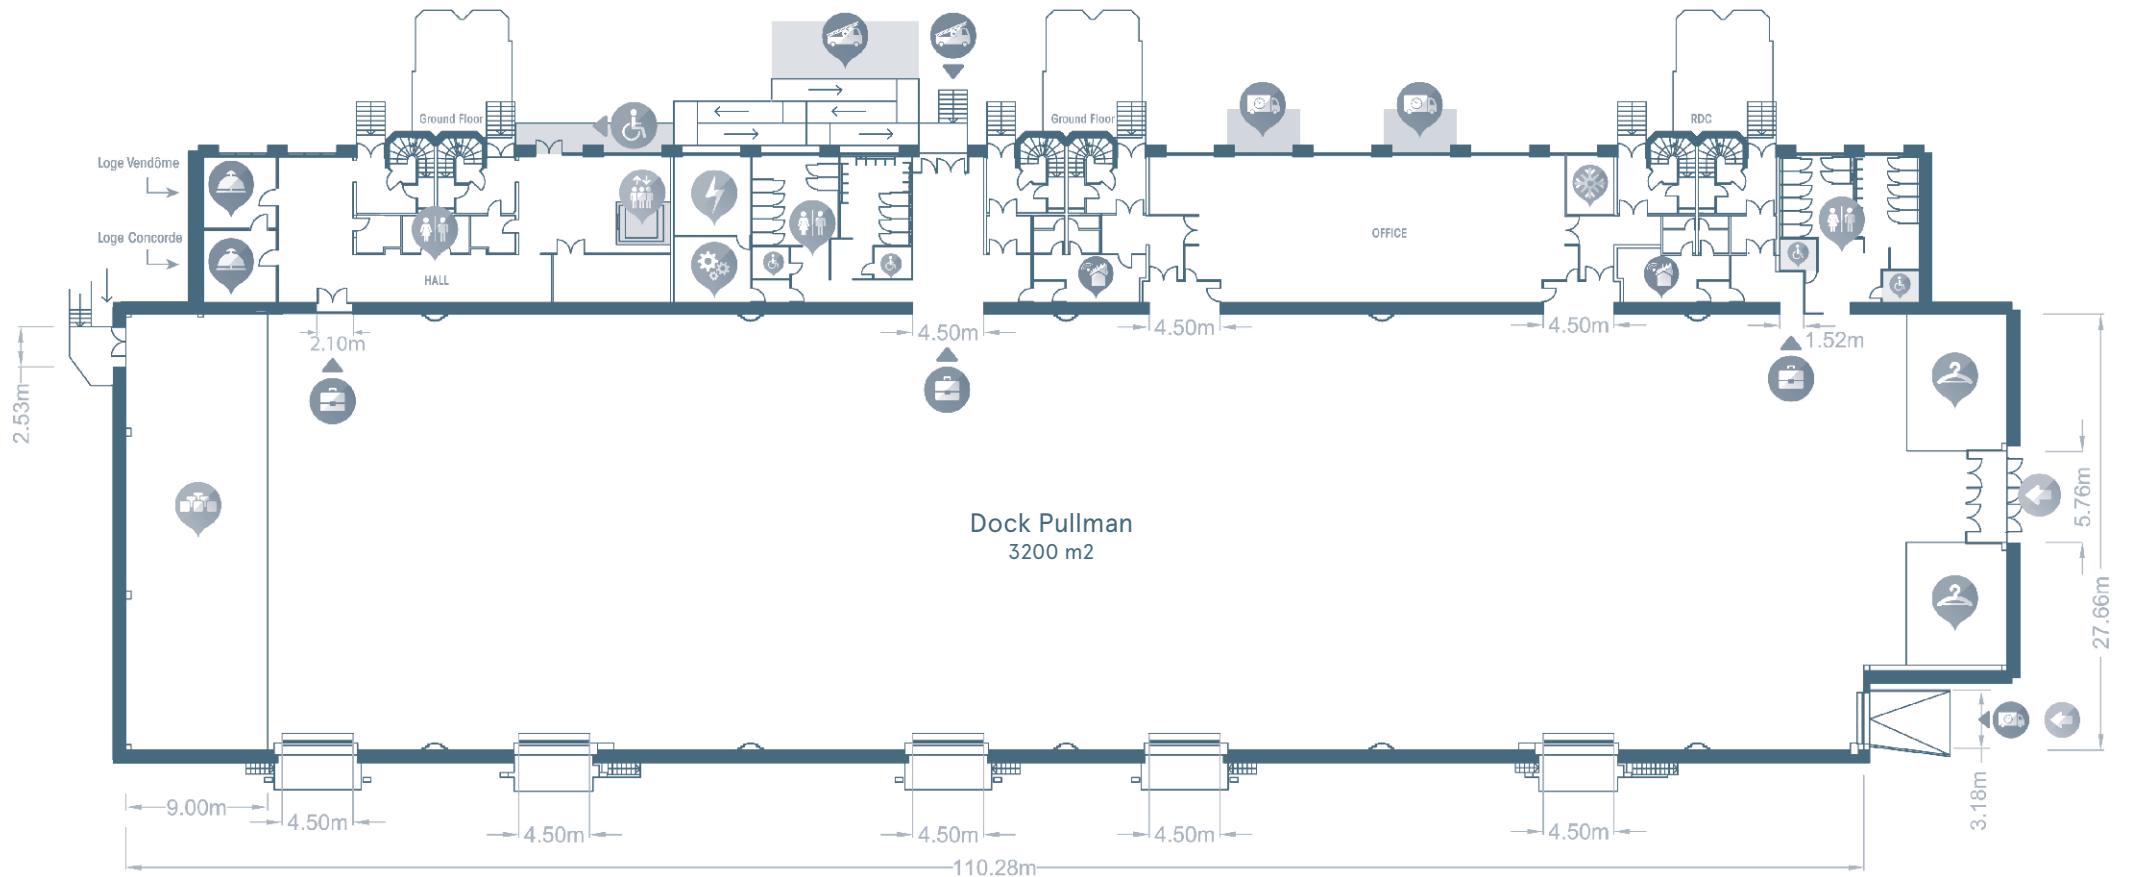 Ground Floor
Ground Floor
RDC
Loge Vendôme
Loge Concorde
HALL
OFFICE
2.10m
4.50m
4.50m
4.50m
1.52m
2.53m
5.76m
27.66m
Dock Pullman
3200 m2
3.18m
9.00m
4.50m
4.50m
4.50m
4.50m
4.50m
110.28m